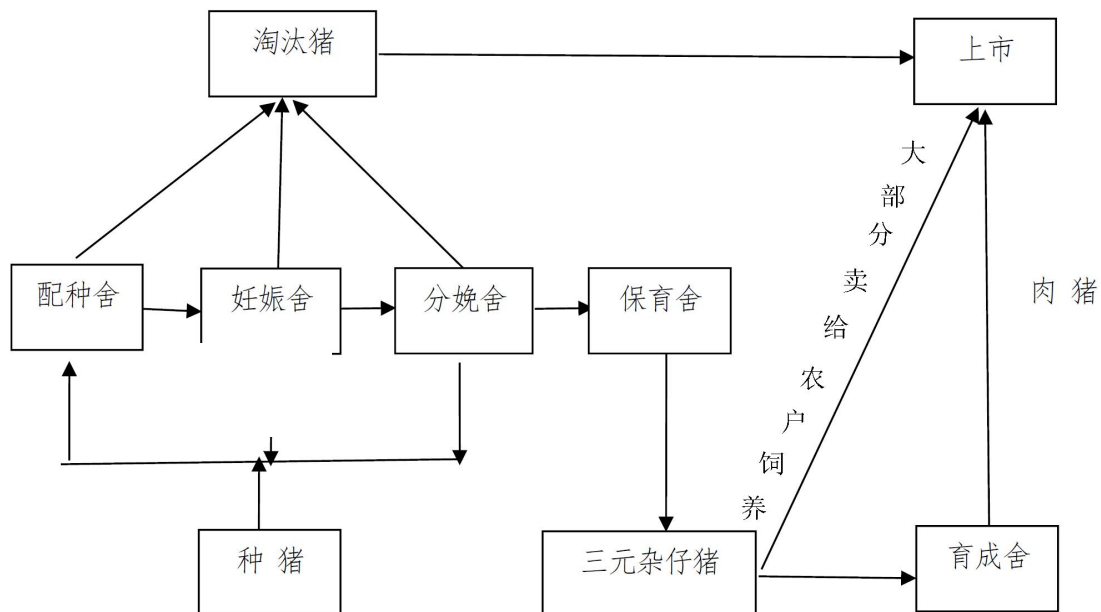 淘汰猪
上市
大部分卖给农户饲养
配种舍
妊娠舍
分娩舍
保育舍
肉 猪
种 猪
三元杂仔猪
育成舍